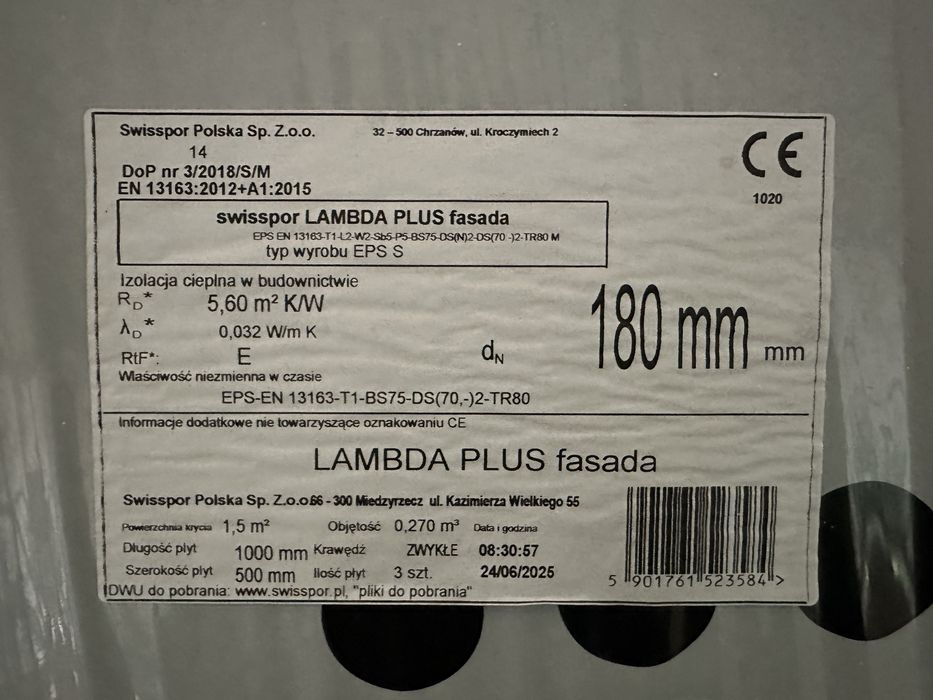 Swisspor Polska Sp. Z.o.o. 32 – 500 Chrzanów, ul. Kroczymiech 2
14
DoP nr 3/2018/S/M
EN 13163:2012+A1:2015
CE
1020
swisspor LAMBDA PLUS fasada
EPS EN 13163-T1-L2-W2-Sb5-P5-BS75-DS(N)2-DS(70 -)2-TR80 M
typ wyrobu EPS S
Izolacja cieplna w budownictwie
RD* 5,60 m² K/W
λD* 0,032 W/m K
RtF*: E
dN 180 mm mm
Właściwość niezmienna w czasie
EPS-EN 13163-T1-BS75-DS(70,-)2-TR80
Informacje dodatkowe nie towarzyszące oznakowaniu CE
LAMBDA PLUS fasada
Swisspor Polska Sp. Z.o.o.66 - 300 Miedzyrzecz ul. Kazimierza Wielkiego 55
Powierzchnia krycia 1,5 m² Objętość 0,270 m³ Data i godzina
Długość płyt 1000 mm Krawędź ZWYKŁE 08:30:57
Szerokość płyt 500 mm Ilość płyt 3 szt. 24/06/2025
5 901761 523584 >
DWU do pobrania: www.swisspor.pl, "pliki do pobrania"